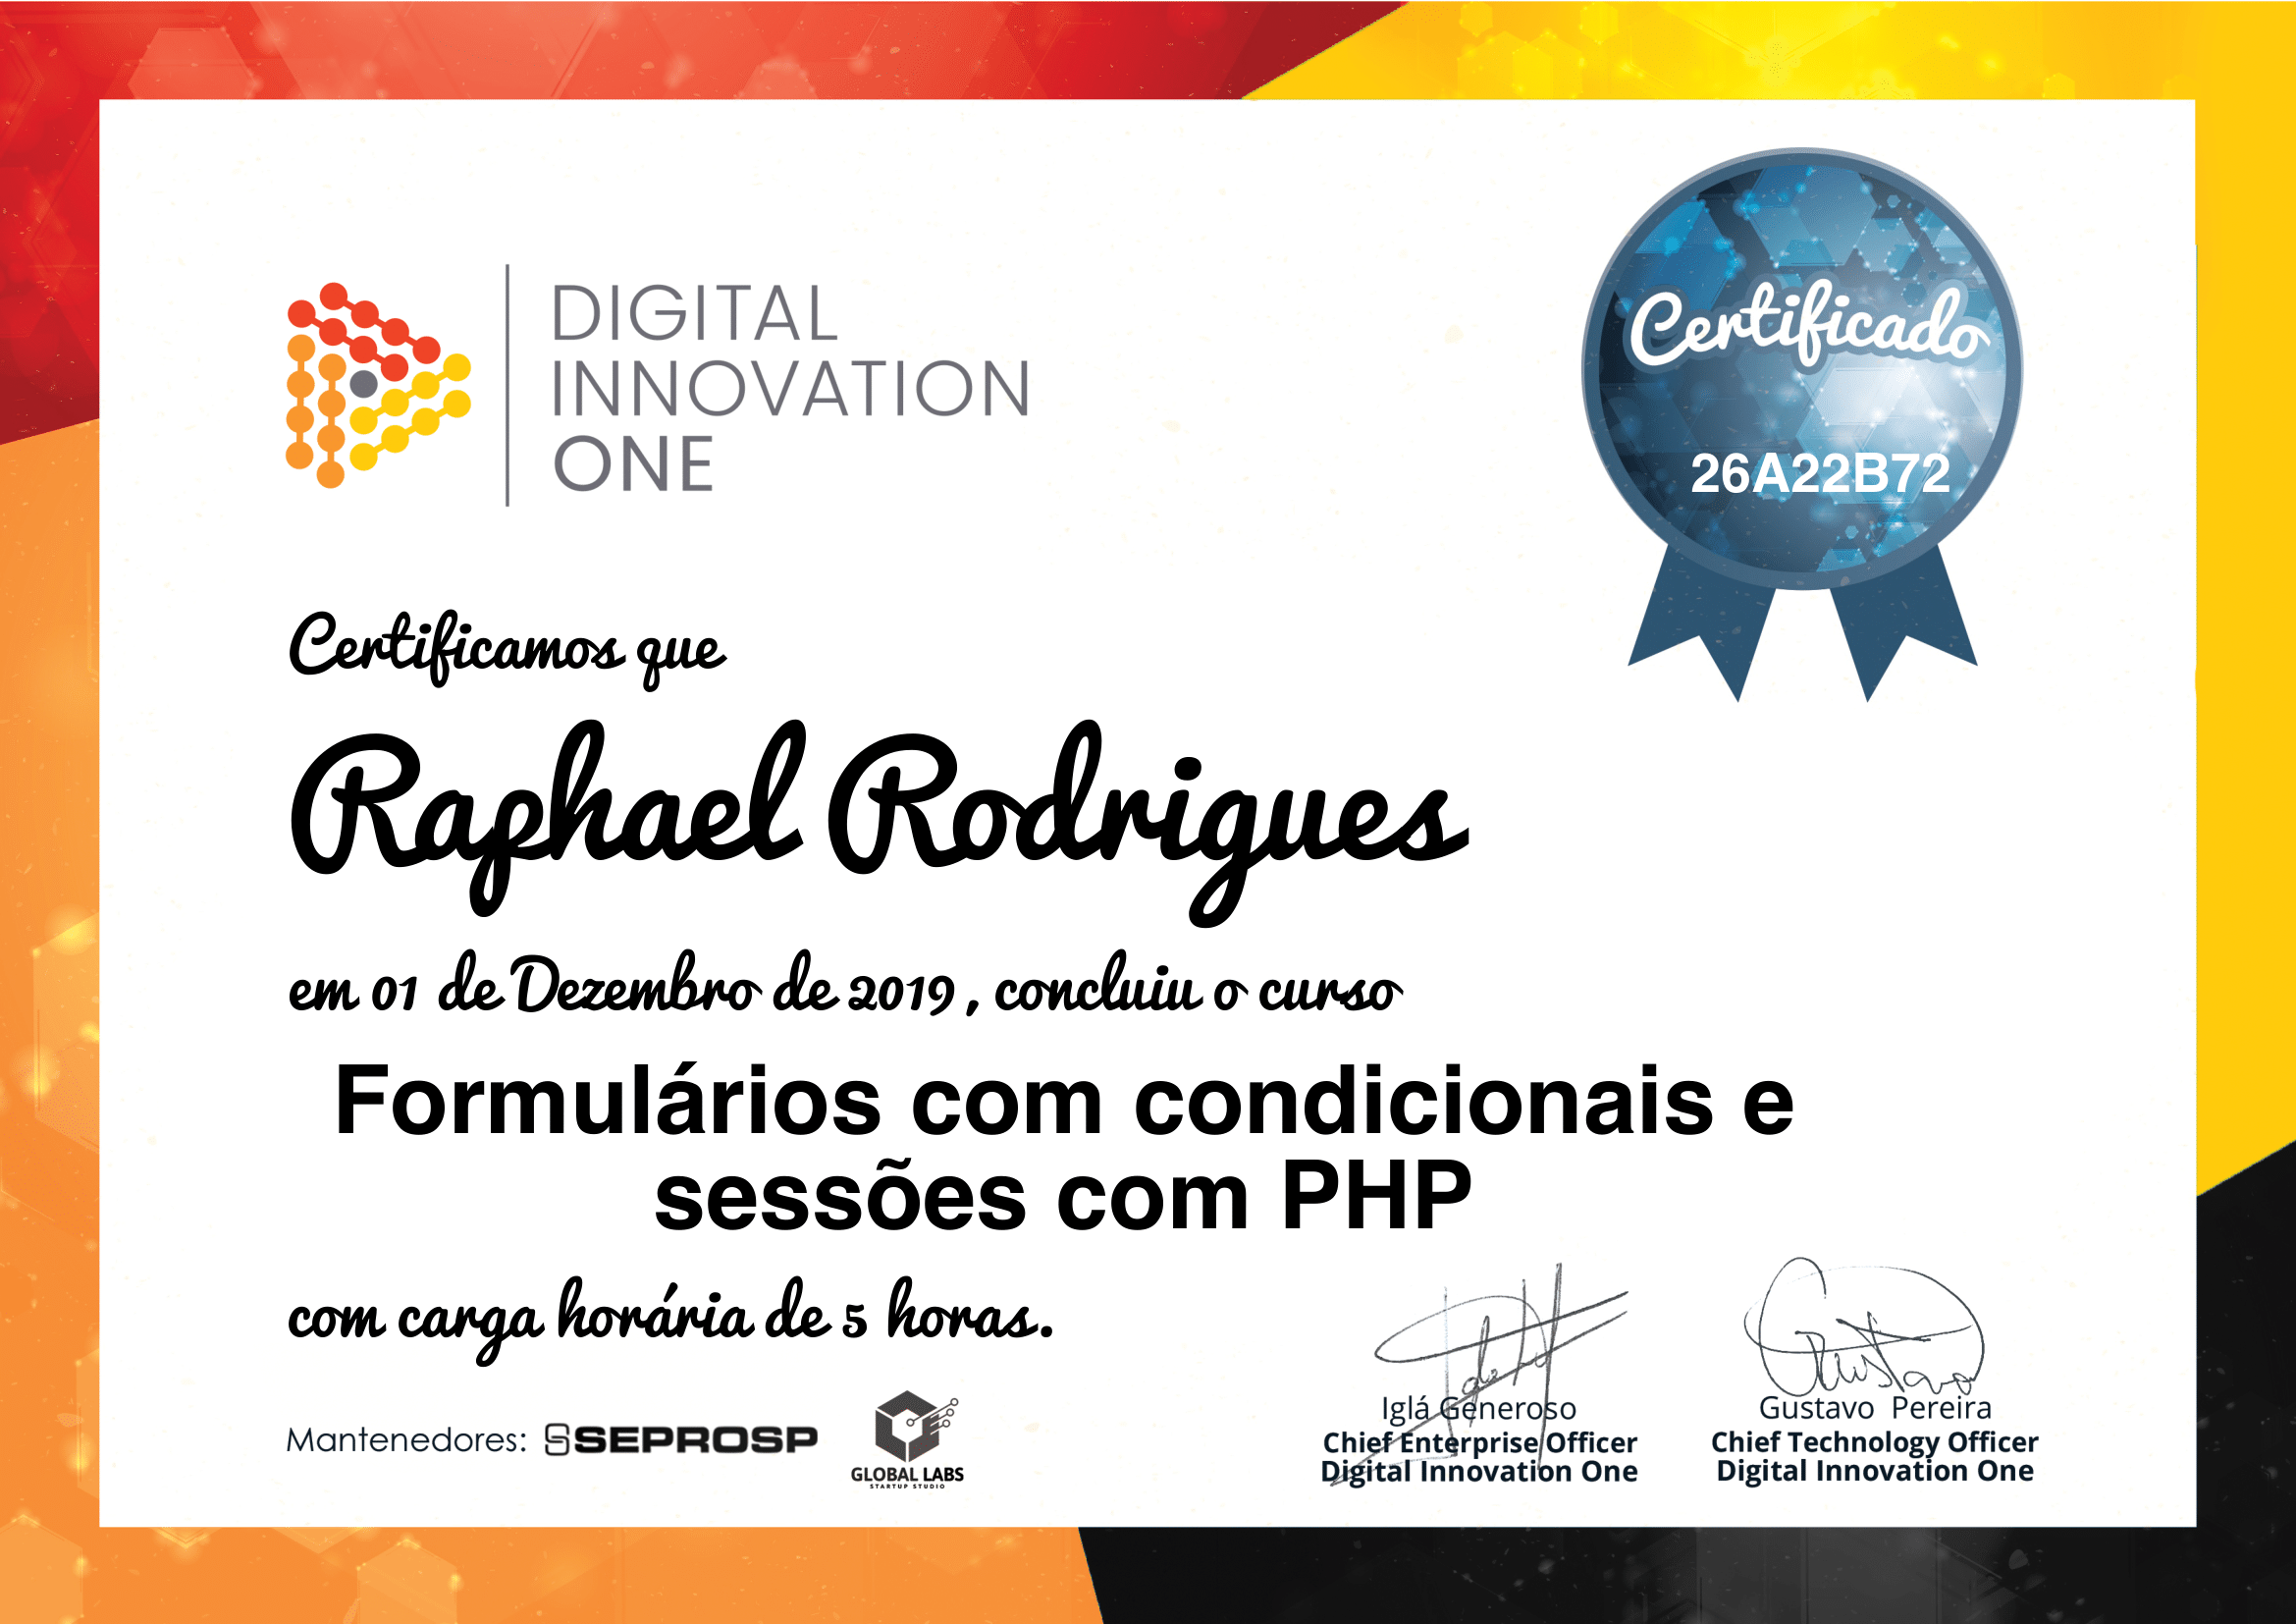 DIGITAL
INNOVATION
ONE
Certificado
26A22B72
Certificamos que
Raphael Rodrigues
em 01 de Dezembro de 2019, concluiu o curso
Formulários com condicionais e
sessões com PHP
com carga horária de 5 horas.
Mantenedores: SEPROSP
GLOBAL LABS
STARTUP STUDIO
Iglá Generoso
Chief Enterprise Officer
Digital Innovation One
Gustavo
Gustavo Pereira
Chief Technology Officer
Digital Innovation One